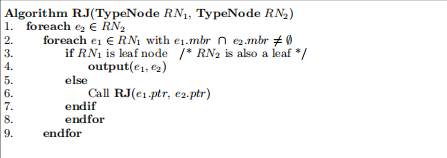 Algorithm RJ(TypeNode RN₁, TypeNode RN₂)
1. foreach e₂ ∈ RN₂
2. foreach e₁ ∈ RN₁ with e₁.mbr ∩ e₂.mbr ≠ ∅
3. if RN₁ is leaf node /* RN₂ is also a leaf */
4. output(e₁, e₂)
5. else
6. Call RJ(e₁.ptr, e₂.ptr)
7. endif
8. endfor
9. endfor